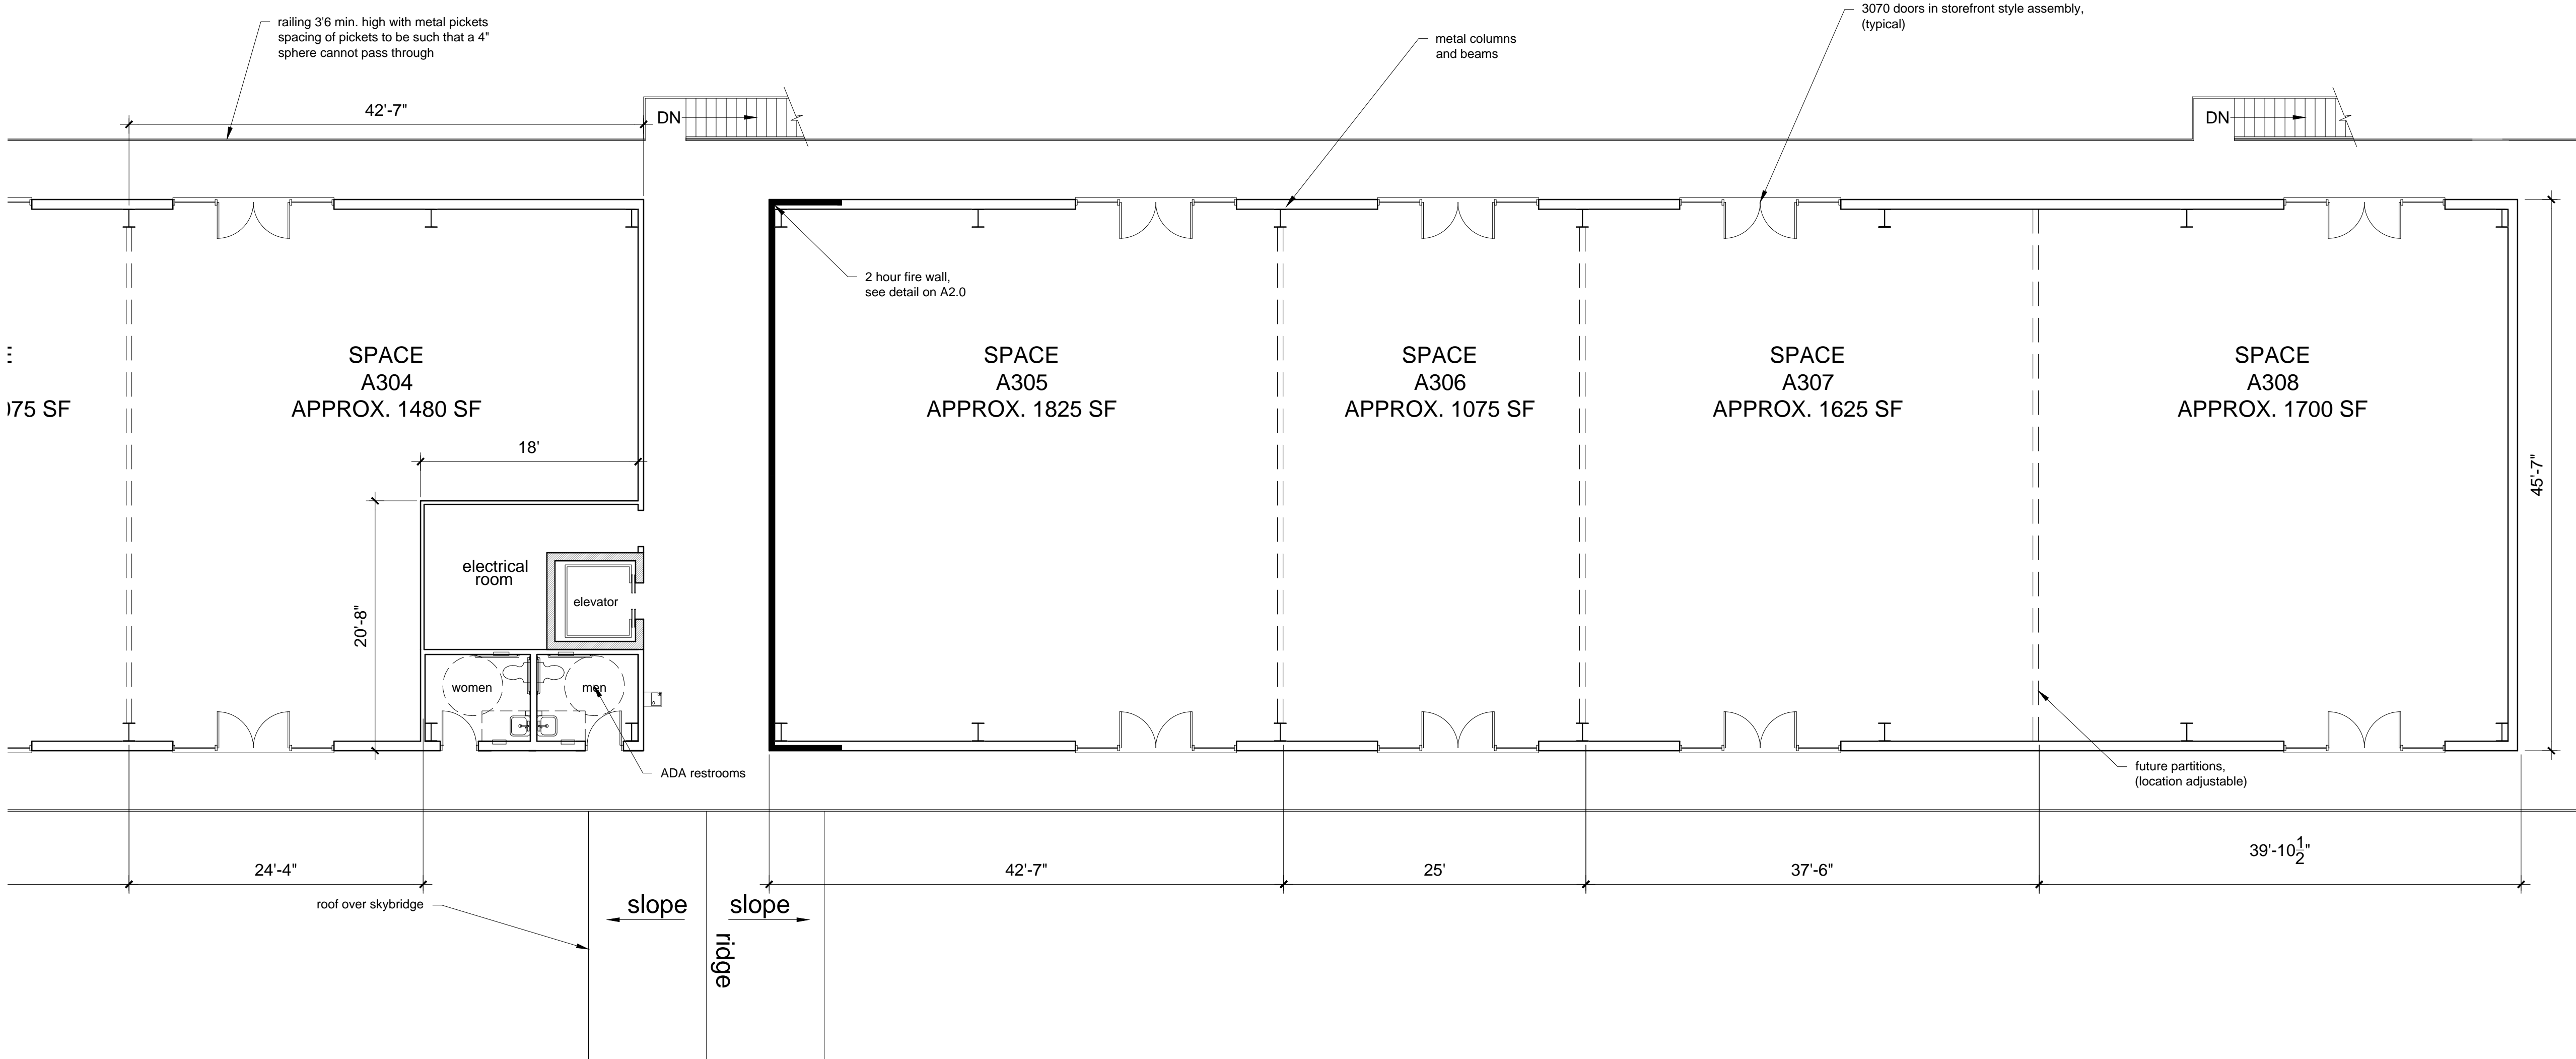 railing 3'6 min. high with metal pickets
spacing of pickets to be such that a 4"
sphere cannot pass through
3070 doors in storefront style assembly,
(typical)
metal columns
and beams
42'-7"
DN
DN
2 hour fire wall,
see detail on A2.0
SPACE
A304
APPROX. 1480 SF
SPACE
A305
APPROX. 1825 SF
SPACE
A306
APPROX. 1075 SF
SPACE
A307
APPROX. 1625 SF
SPACE
A308
APPROX. 1700 SF
075 SF
18'
45'-7"
electrical
room
elevator
20'-8"
women
men
ADA restrooms
future partitions,
(location adjustable)
24'-4"
42'-7"
25'
37'-6"
39'-10 1/2"
roof over skybridge
slope
slope
ridge